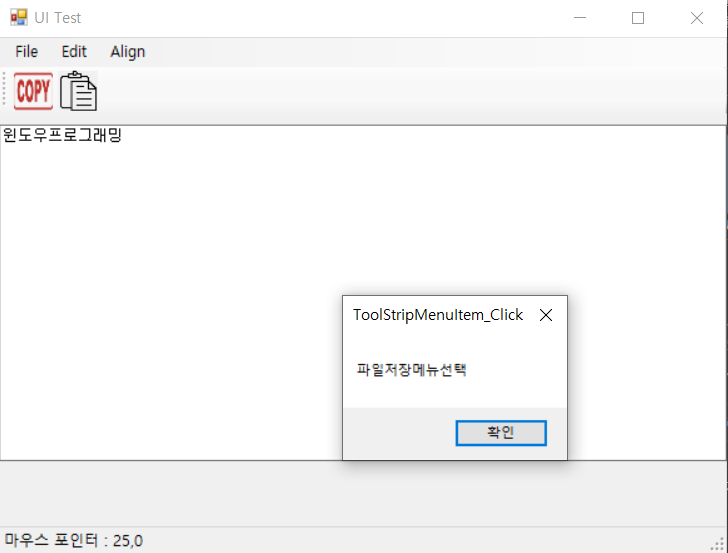 UI Test
File Edit Align
COPY
윈도우프로그래밍
ToolStripMenuItem_Click
파일저장메뉴선택
확인
마우스 포인터 : 25,0